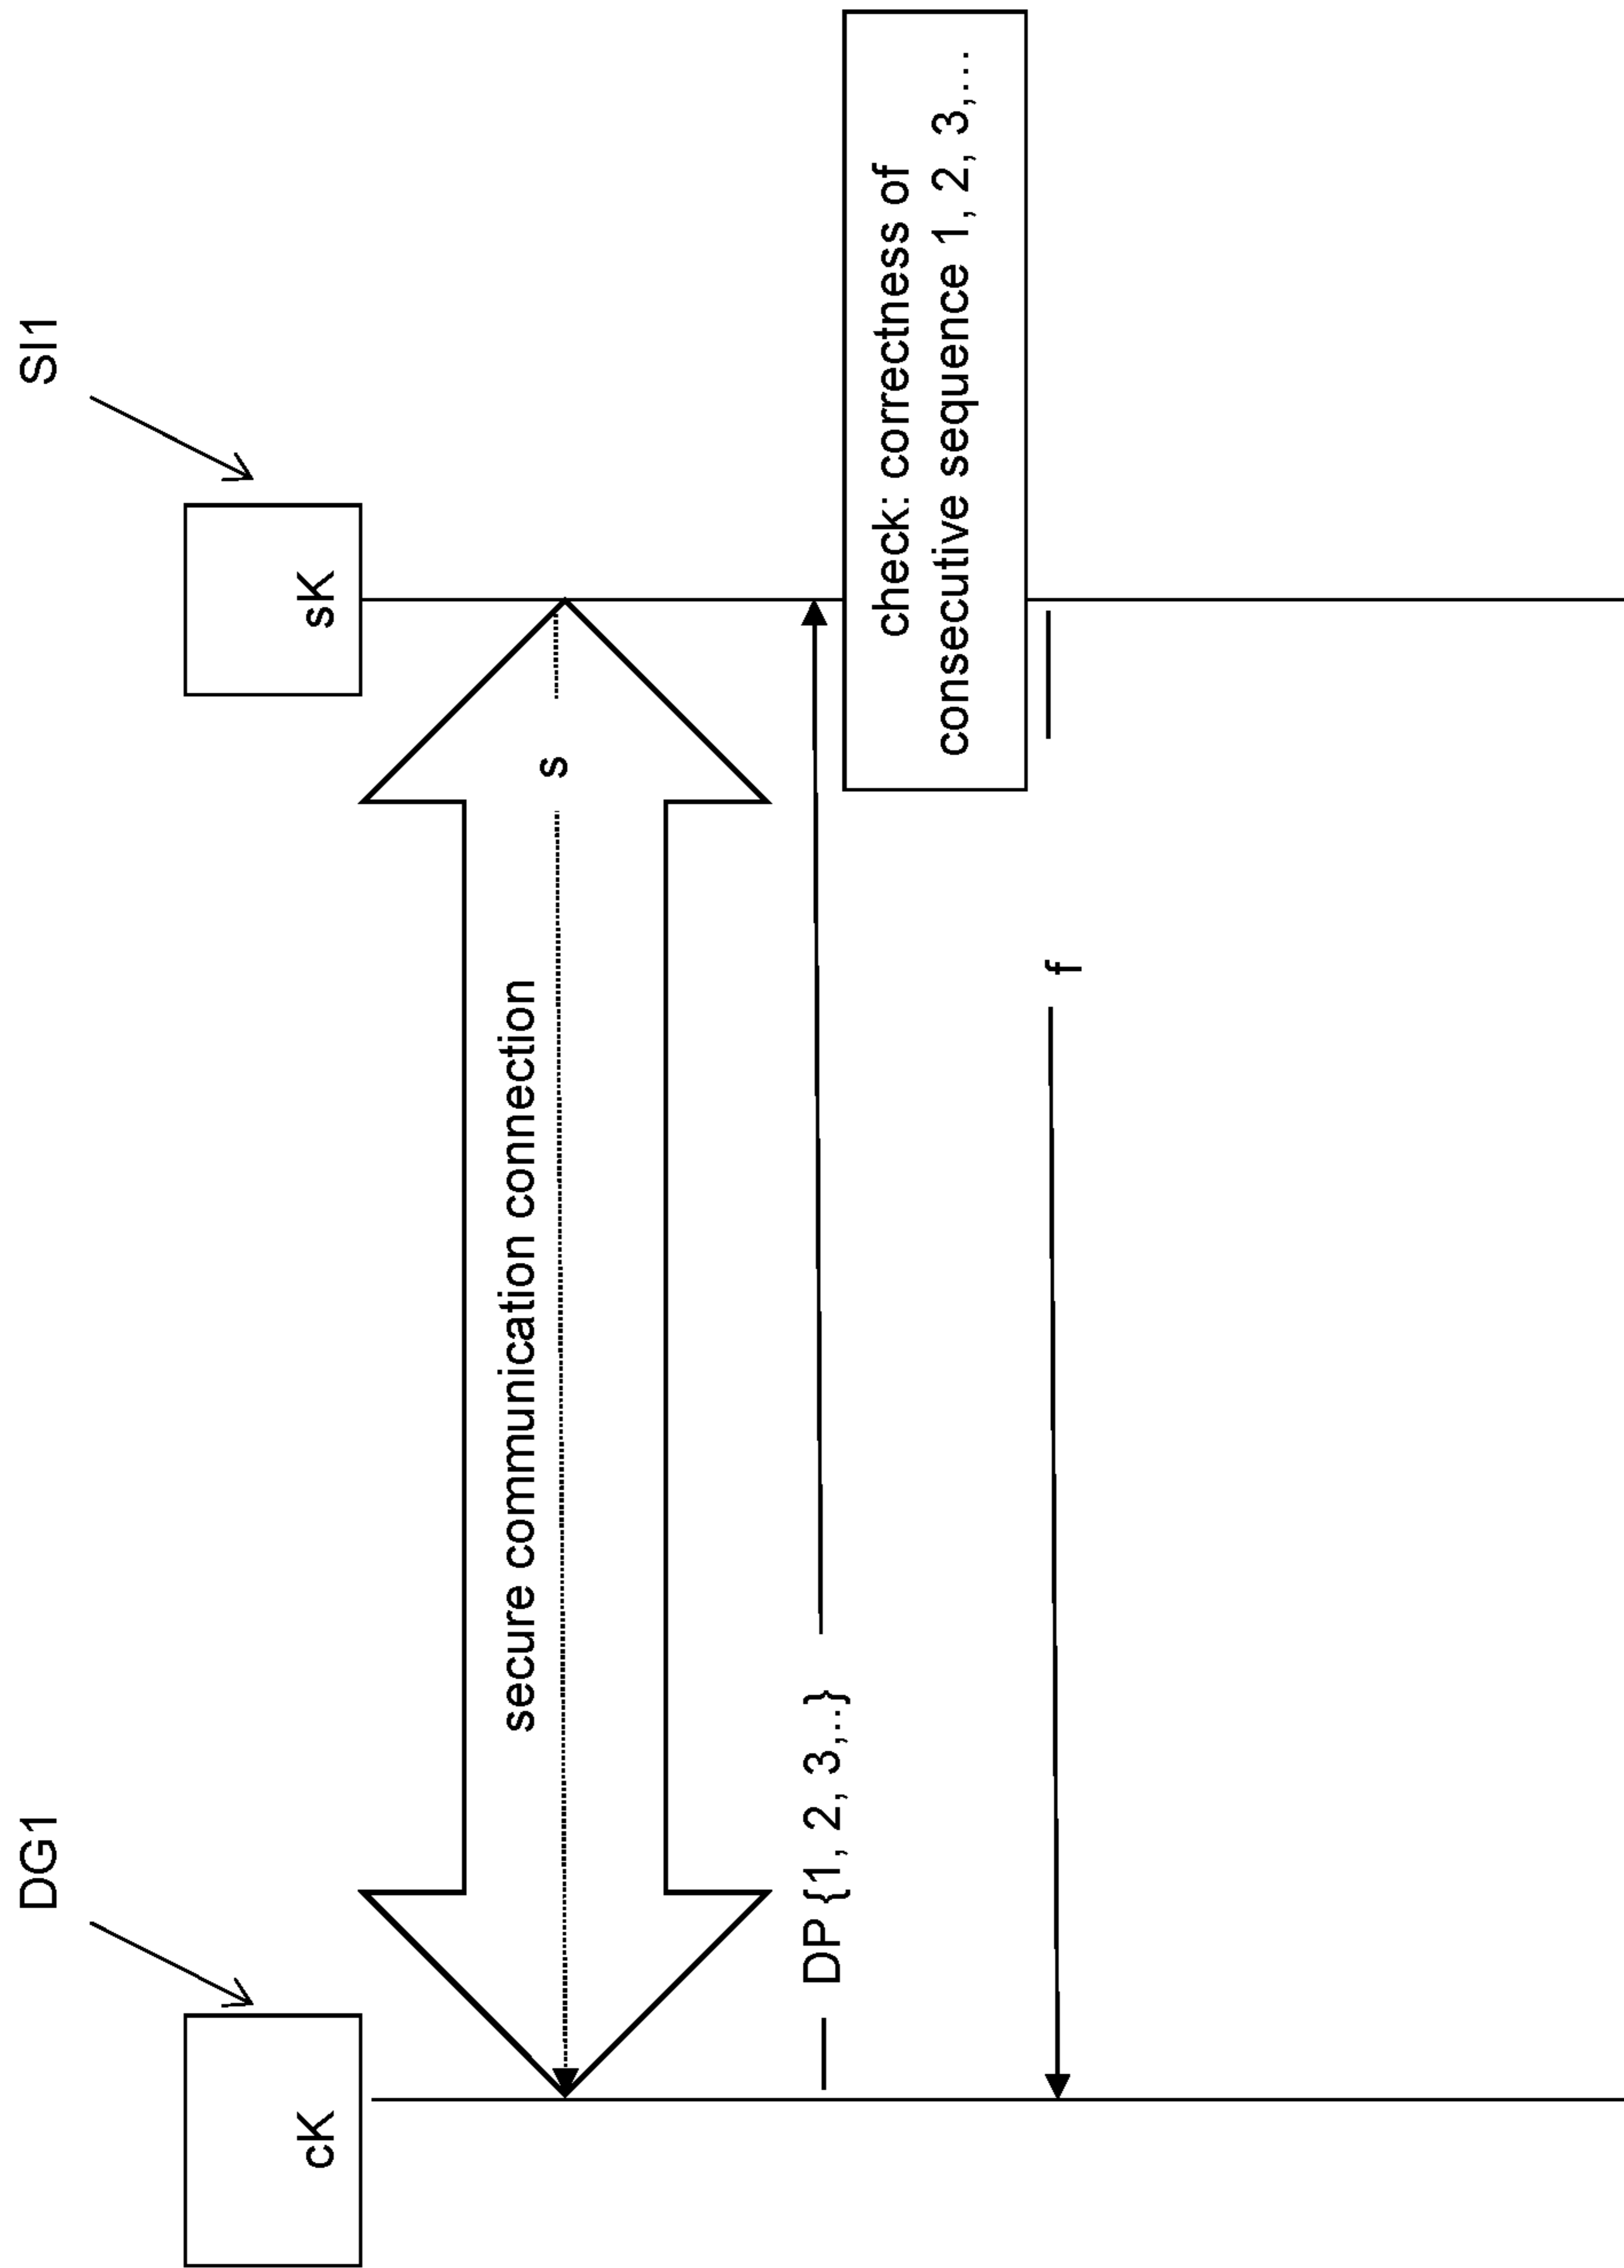 DG1
SI1
cK
sK
secure communication connection
s
DP {1, 2, 3,..}
check: correctness of
consecutive sequence 1, 2, 3,…
f